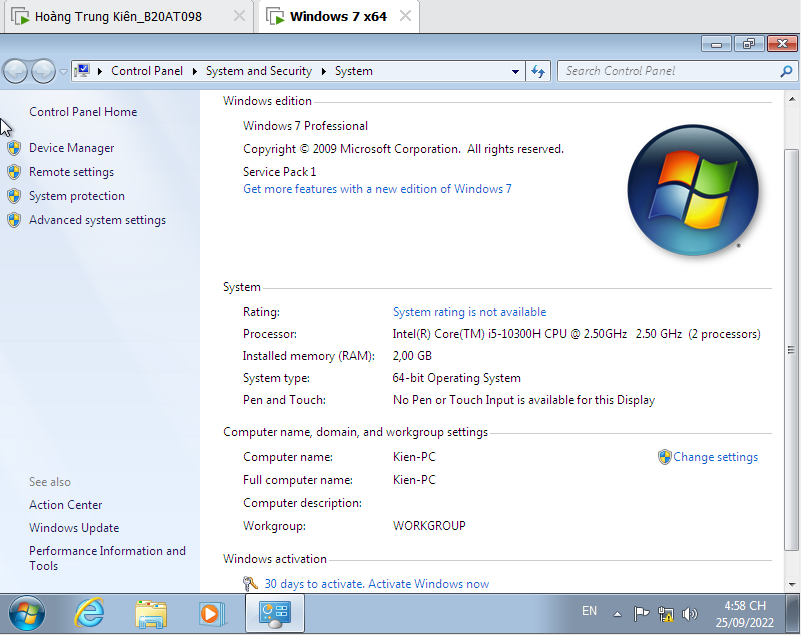 Hoàng Trung Kiên_B20AT098
Windows 7 x64
Control Panel System and Security System
Search Control Panel
Control Panel Home
Device Manager
Remote settings
System protection
Advanced system settings
See also
Action Center
Windows Update
Performance Information and
Tools
Windows edition
Windows 7 Professional
Copyright © 2009 Microsoft Corporation. All rights reserved.
Service Pack 1
Get more features with a new edition of Windows 7
System
Rating: System rating is not available
Processor: Intel(R) Core(TM) i5-10300H CPU @ 2.50GHz 2.50 GHz (2 processors)
Installed memory (RAM): 2,00 GB
System type: 64-bit Operating System
Pen and Touch: No Pen or Touch Input is available for this Display
Computer name, domain, and workgroup settings
Computer name: Kien-PC Change settings
Full computer name: Kien-PC
Computer description:
Workgroup: WORKGROUP
Windows activation
30 days to activate. Activate Windows now
EN
4:58 CH
25/09/2022